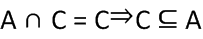 A ∩ C = C⇒C ⊆ A